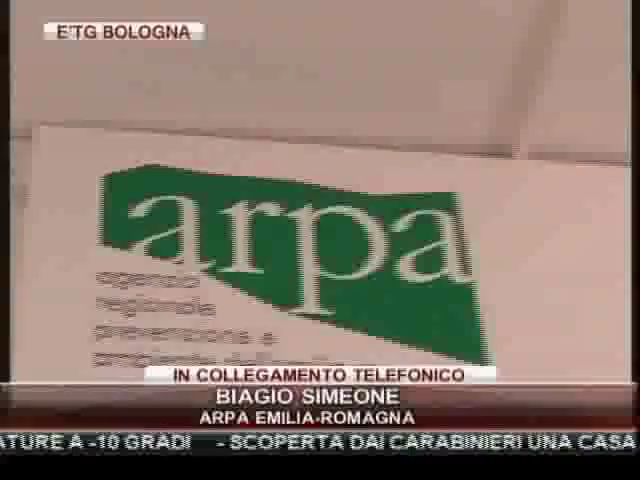 E'TG BOLOGNA
arpa
agenzia
regionale
prevenzione e
ambiente
IN COLLEGAMENTO TELEFONICO
BIAGIO SIMEONE
ARPA EMILIA-ROMAGNA
ATURE A -10 GRADI - SCOPERTA DAI CARABINIERI UNA CASA